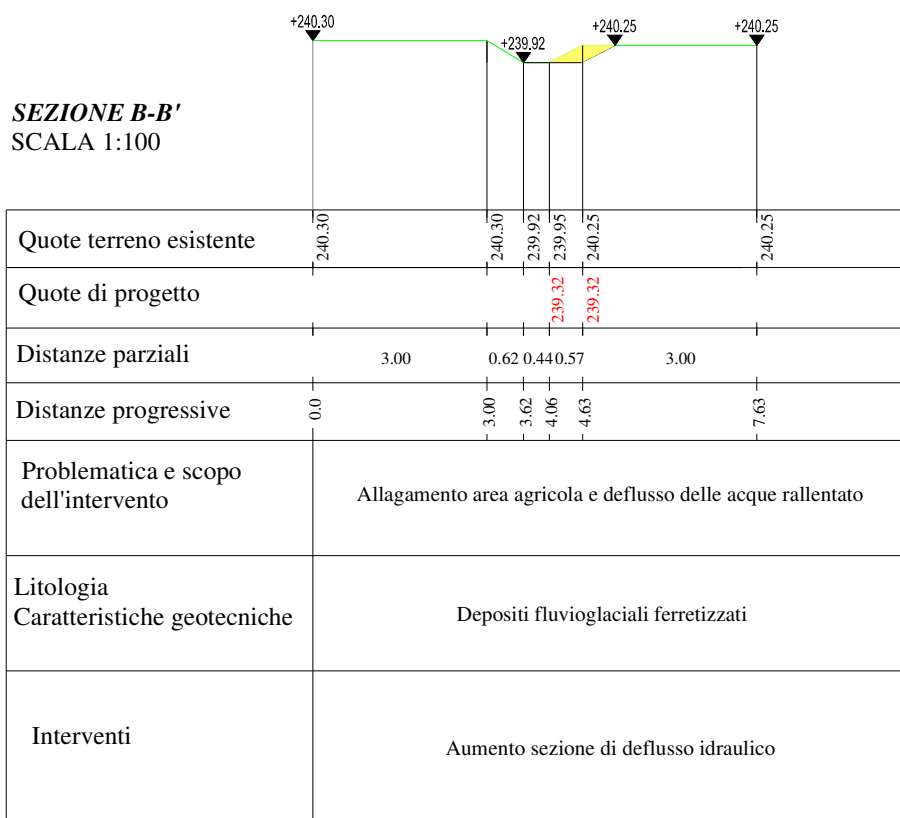 +240.30
+239.92
+240.25
+240.25
SEZIONE B-B'
SCALA 1:100
Quote terreno esistente
240.30
240.30
239.92
239.95
240.25
240.25
Quote di progetto
239.32
239.32
Distanze parziali
3.00
0.62
0.44
0.57
3.00
Distanze progressive
0.0
3.00
3.62
4.06
4.63
7.63
Problematica e scopo
dell'intervento
Allagamento area agricola e deflusso delle acque rallentato
Litologia
Caratteristiche geotecniche
Depositi fluvioglaciali ferretizzati
Interventi
Aumento sezione di deflusso idraulico